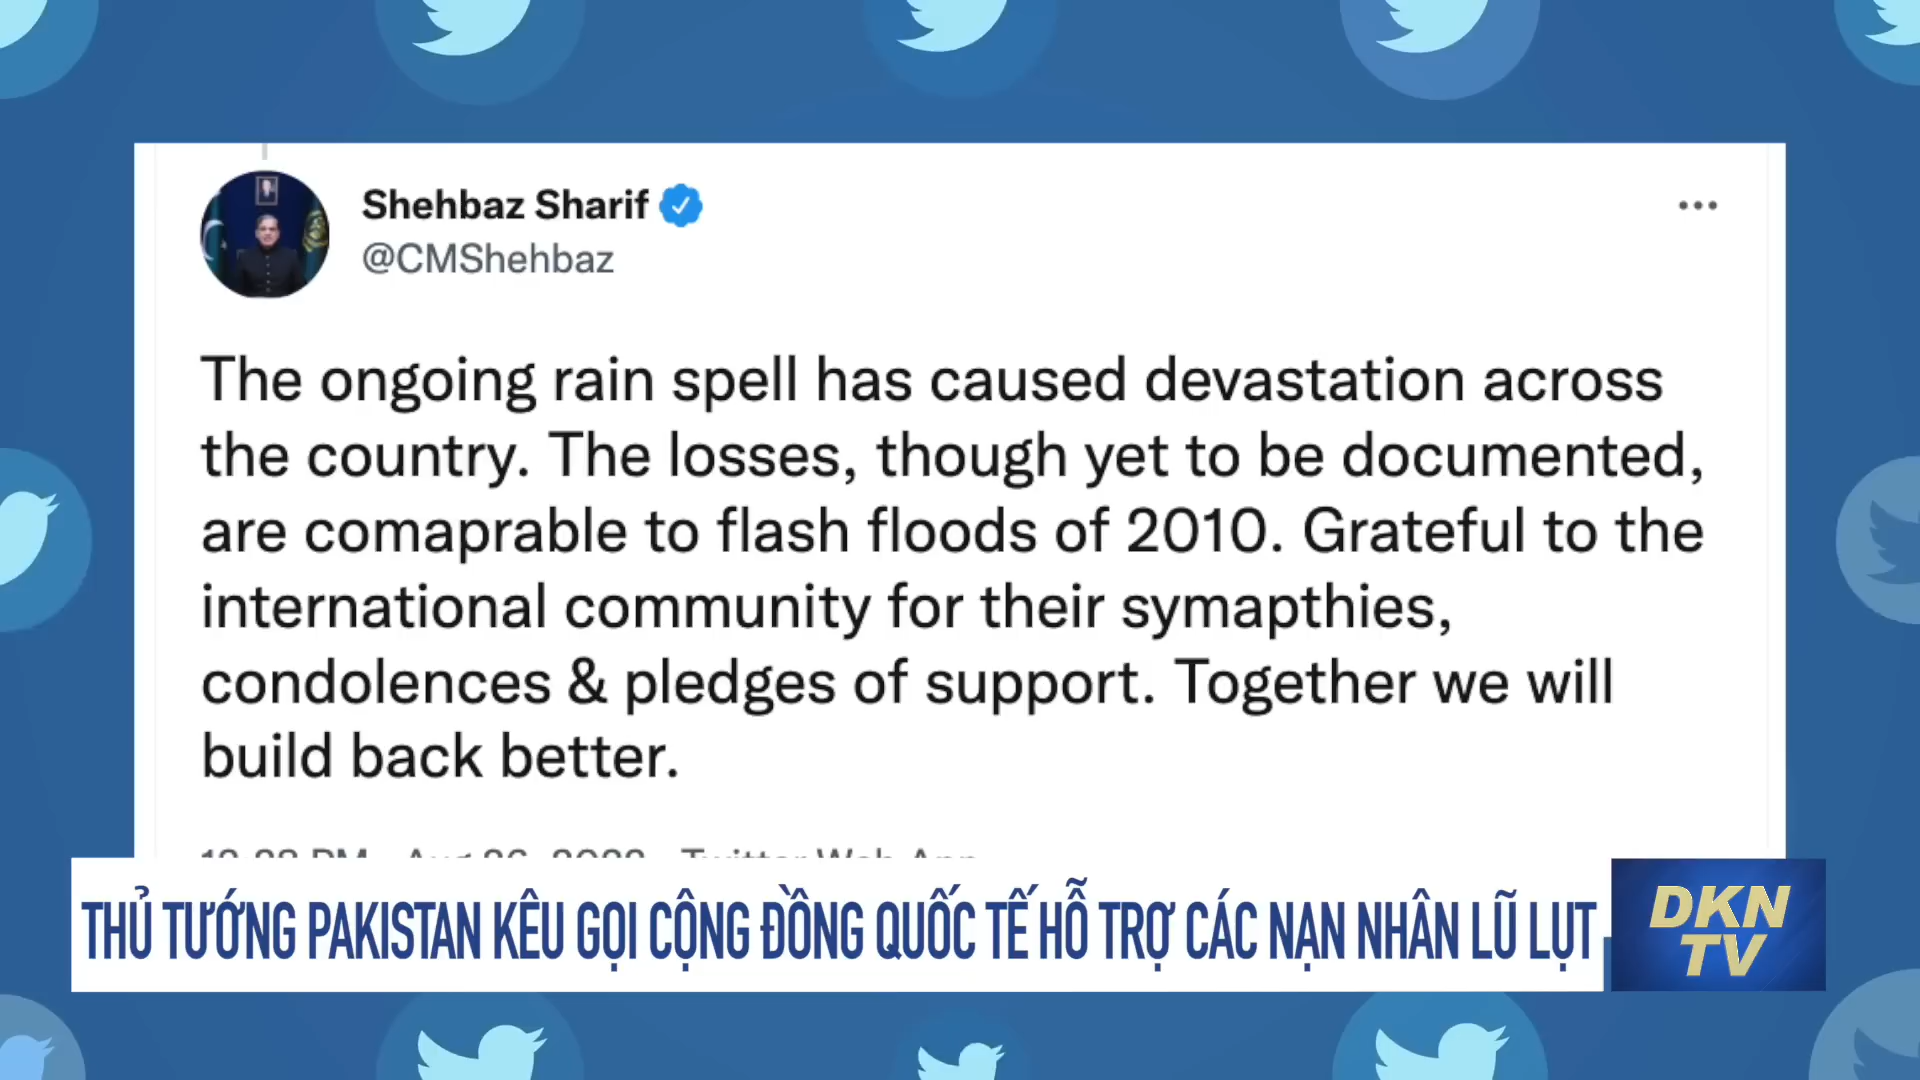 Shehbaz Sharif
@CMShehbaz
The ongoing rain spell has caused devastation across
the country. The losses, though yet to be documented,
are comaprable to flash floods of 2010. Grateful to the
international community for their symapthies,
condolences & pledges of support. Together we will
build back better.
THỦ TƯỚNG PAKISTAN KÊU GỌI CỘNG ĐỒNG QUỐC TẾ HỖ TRỢ CÁC NẠN NHÂN LŨ LỤT
DKN
TV